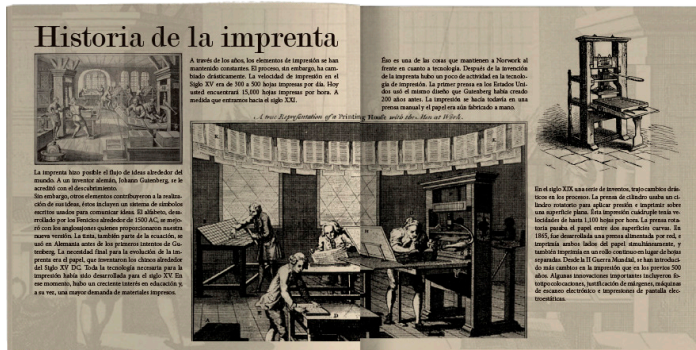 Historia de la imprenta
A través de los años, los elementos de impresión se han
mantenido constantes. El proceso, sin embargo, ha cam-
biado drásticamente. La velocidad de impresión en el
Siglo XV era de 300 a 500 hojas impresas por día. Hoy
usted encontrará 15,000 hojas impresas por hora. A
medida que entramos hacia el siglo XXI.
La imprenta hizo posible el flujo de ideas alrededor del
mundo. A un inventor alemán, Johann Gutenberg, se le
acreditó con el descubrimiento.
Sin embargo, otros elementos contribuyeron a la realiza-
ción de sus ideas, éstos incluyen un sistema de símbolos
escritos usados para comunicar ideas. El alfabeto, desa-
rrollado por los Fenicios alrededor de 1500 AC, se mejo-
ró con los anglosajones quienes proporcionaron nuestra
nueva versión. La tinta, también parte de la ecuación, se
usó en Alemania antes de los primeros intentos de Gu-
tenberg. La necesidad final para la evolución de la im-
prenta era el papel, que inventaron los chinos alrededor
del Siglo XV DC. Toda la tecnología necesaria para la
impresión había sido desarrollada para el siglo XV. En
ese momento, hubo un creciente interés en educación y,
a su vez, una mayor demanda de materiales impresos.
Éso es una de las cosas que mantienen a Norwork al
frente en cuanto a tecnología. Después de la invención
de la imprenta hubo un poco de actividad en la tecnolo-
gía de impresión. La primer prensa en los Estados Uni-
dos usó el mismo diseño que Gutenberg había creado
200 años antes. La impresión se hacía todavía en una
prensa manual y el papel era aún fabricado a mano.
A true Representation of a Printing House with the Men at Work.
En el siglo XIX una serie de inventos, trajo cambios drás-
ticos en los procesos. La prensa de cilindro usaba un ci-
lindro rotatorio para aplicar presión e imprimir sobre
una superficie plana. Esta impresión cuádruple tenía ve-
locidades de hasta 1,100 hojas por hora. La prensa rota-
toria pasaba el papel entre dos superficies curvas. En
1865, fue desarrollada una prensa alimentada por red, e
imprimía ambos lados del papel simultáneamente, y
también imprimía en un rollo continuo en lugar de hojas
separadas. Desde la II Guerra Mundial, se han introduci-
do más cambios en la impresión que en los previos 500
años. Algunas innovaciones importantes incluyeron fo-
totipocolocaciones, justificación de márgenes, máquinas
de escaneo electrónico e impresiones de pantalla elec-
troestáticas.